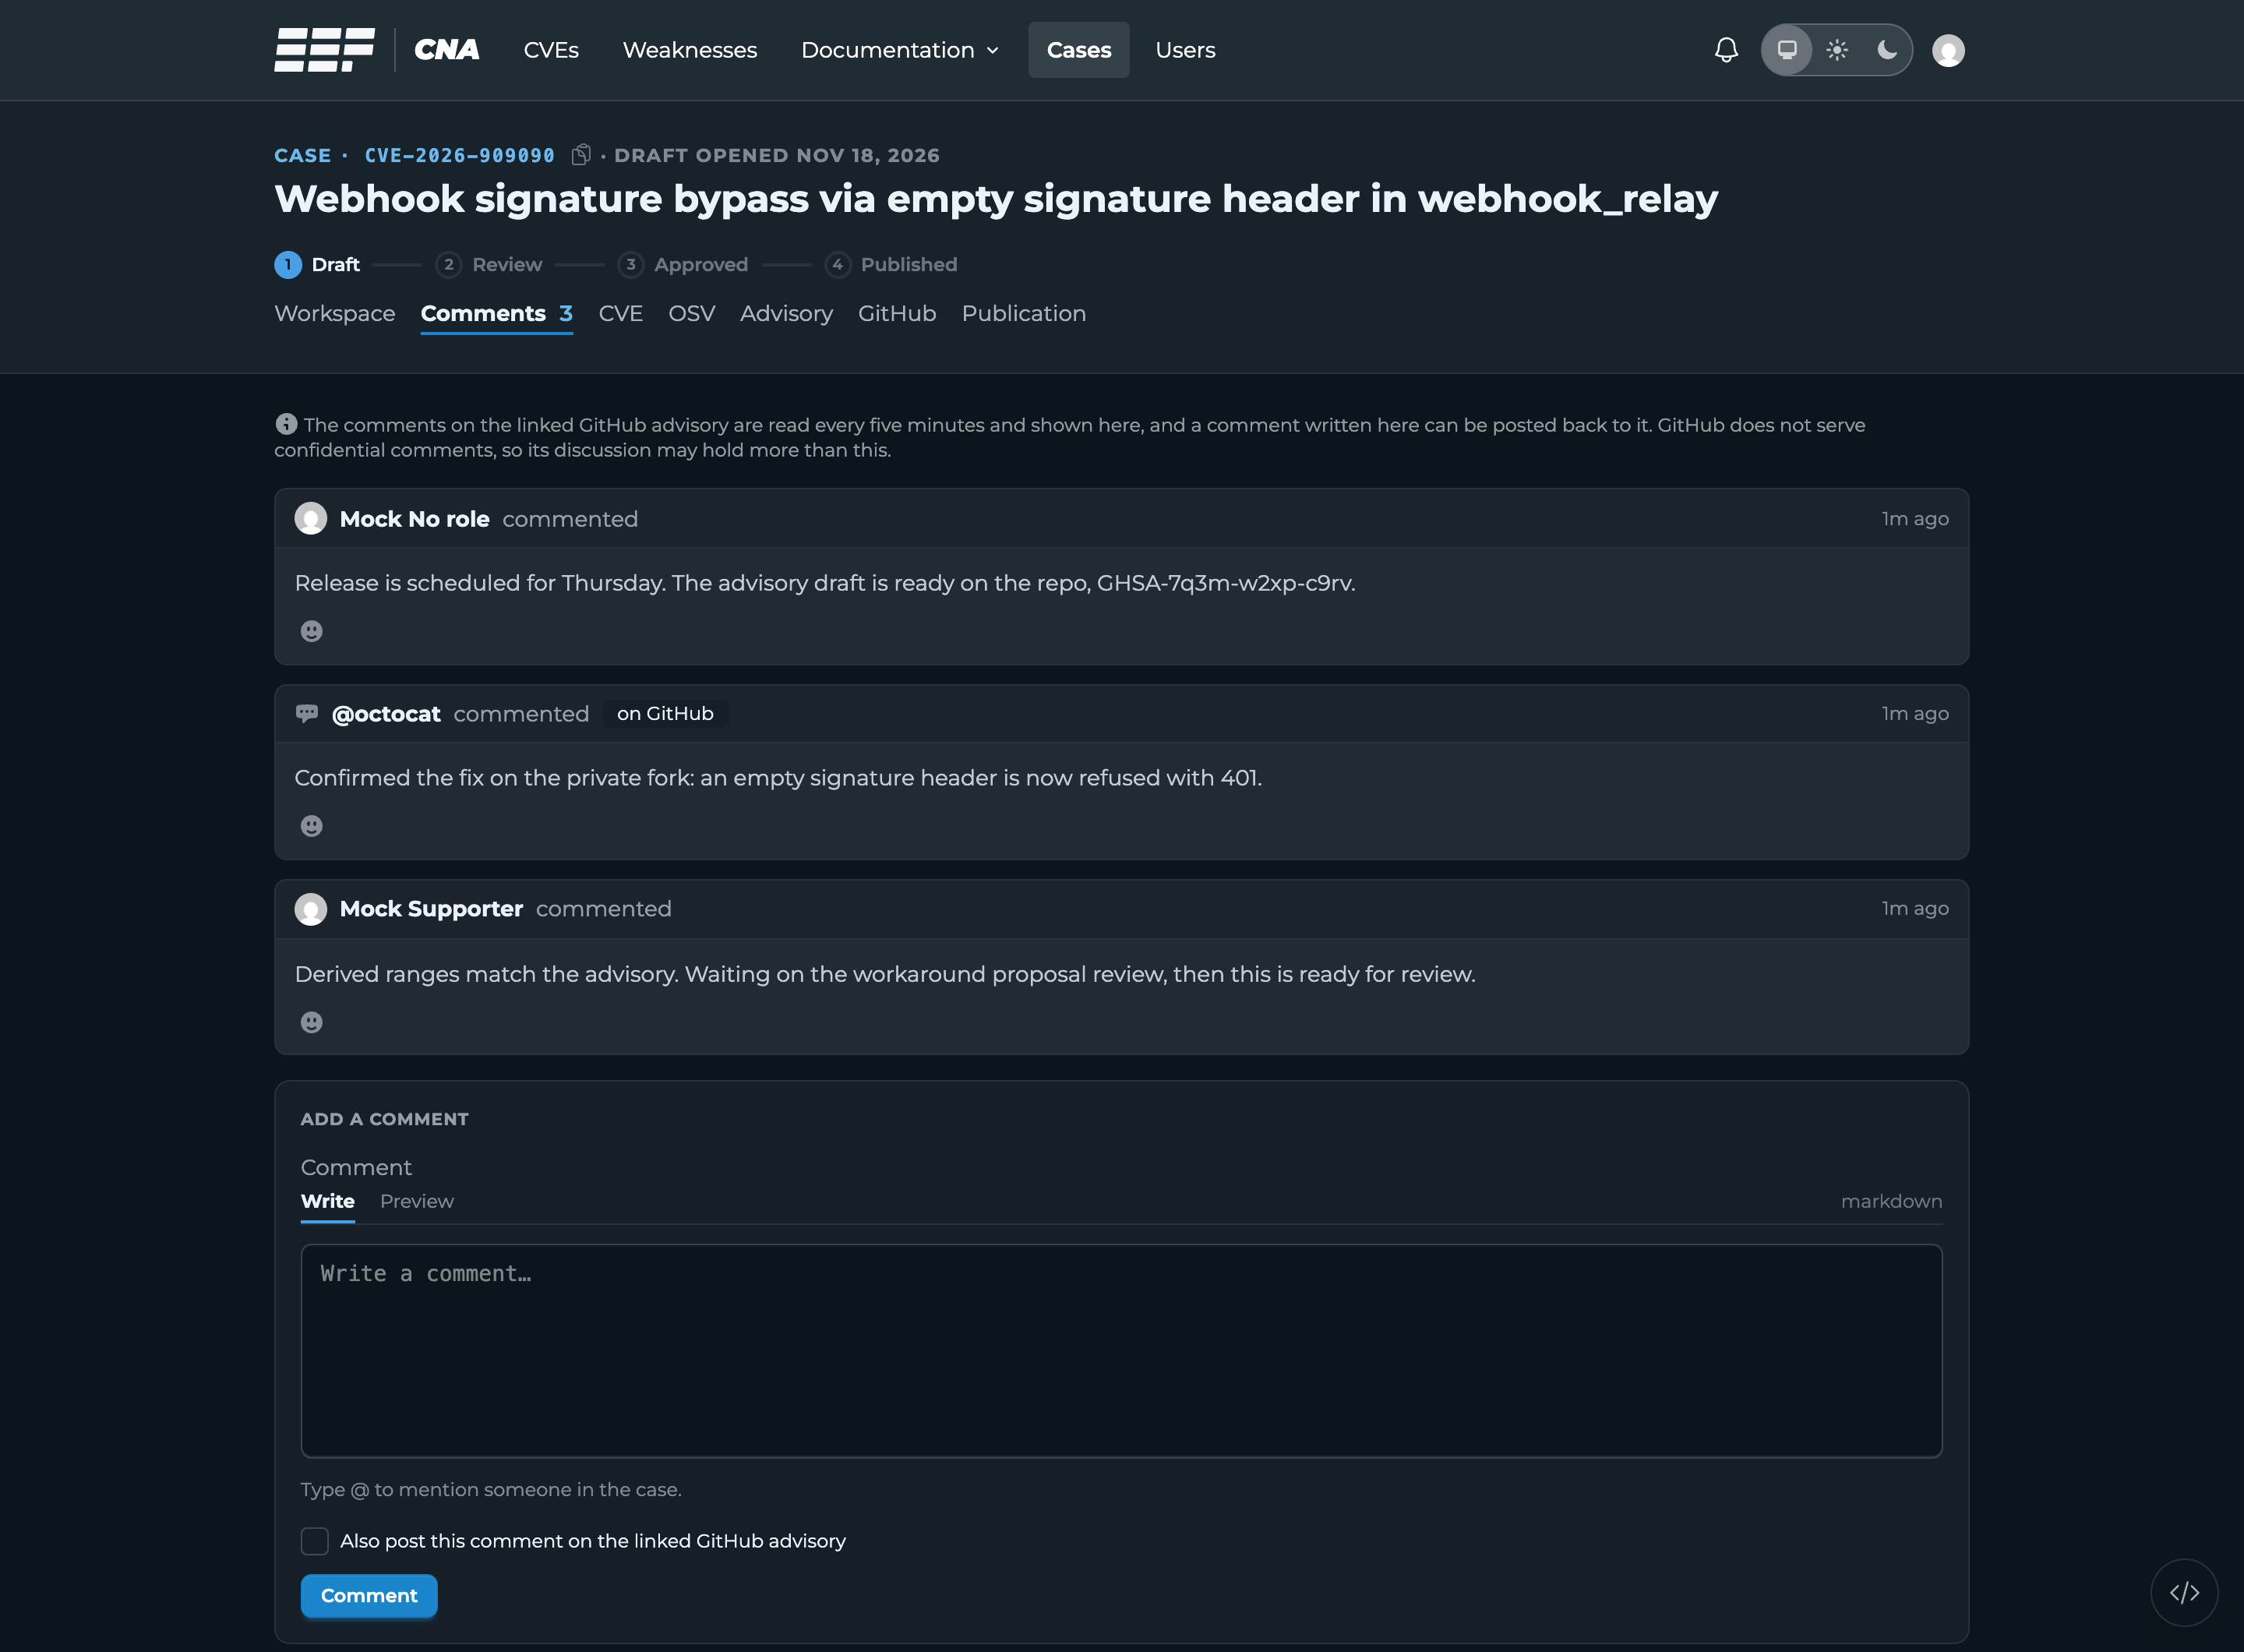 EEF CNA CVEs Weaknesses Documentation Cases Users
CASE · CVE-2026-909090 · DRAFT OPENED NOV 18, 2026
Webhook signature bypass via empty signature header in webhook_relay
1 Draft 2 Review 3 Approved 4 Published
Workspace Comments 3 CVE OSV Advisory GitHub Publication
The comments on the linked GitHub advisory are read every five minutes and shown here, and a comment written here can be posted back to it. GitHub does not serve
confidential comments, so its discussion may hold more than this.
Mock No role commented 1m ago
Release is scheduled for Thursday. The advisory draft is ready on the repo, GHSA-7q3m-w2xp-c9rv.
@octocat commented on GitHub 1m ago
Confirmed the fix on the private fork: an empty signature header is now refused with 401.
Mock Supporter commented 1m ago
Derived ranges match the advisory. Waiting on the workaround proposal review, then this is ready for review.
ADD A COMMENT
Comment
Write Preview markdown
Write a comment…
Type @ to mention someone in the case.
Also post this comment on the linked GitHub advisory
Comment